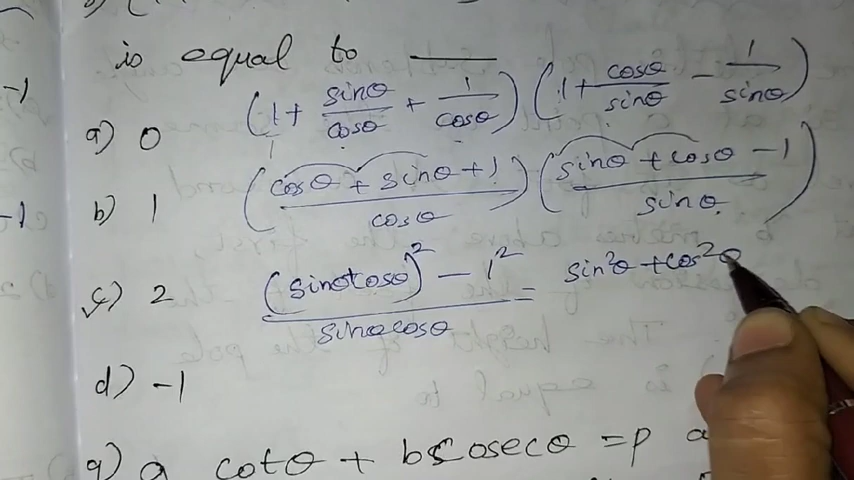 is equal to ____
a) 0 (1 + sinθ/cosθ + 1/cosθ) (1 + cosθ/sinθ - 1/sinθ)
b) 1 ((cosθ + sinθ + 1)/cosθ) ((sinθ + cosθ - 1)/sinθ)
c) 2 ((sinθ+cosθ)² - 1²)/(sinθcosθ) = sin²θ + cos²θ
d) -1
9) a cotθ + b cosecθ = p a